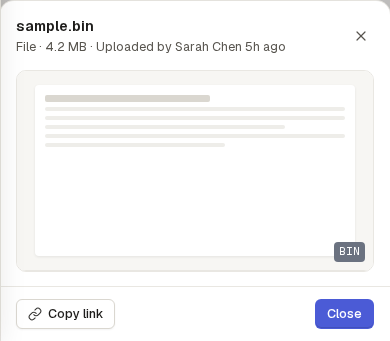 sample.bin
File · 4.2 MB · Uploaded by Sarah Chen 5h ago
BIN
Copy link
Close